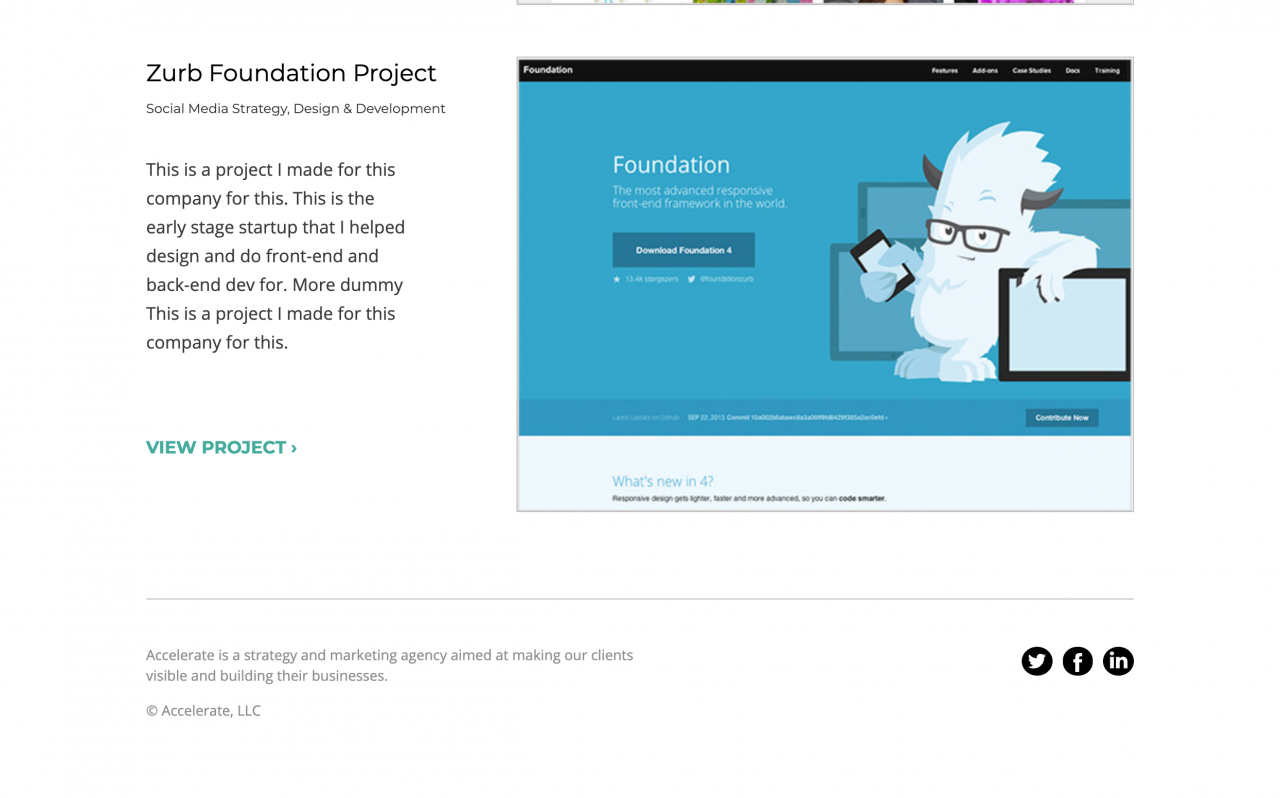 Zurb Foundation Project
Social Media Strategy, Design & Development
This is a project I made for this
company for this. This is the
early stage startup that I helped
design and do front-end and
back-end dev for. More dummy
This is a project I made for this
company for this.
VIEW PROJECT ›
Foundation
Features Add-ons Case Studies Docs Training
Foundation
The most advanced responsive
front-end framework in the world.
Download Foundation 4
13.4k stargazers @foundationzurb
Latest Update on Github SEP 22, 2013 Commit
Contribute Now
What's new in 4?
Responsive design gets lighter, faster and more advanced, so you can code smarter.
Accelerate is a strategy and marketing agency aimed at making our clients
visible and building their businesses.
© Accelerate, LLC